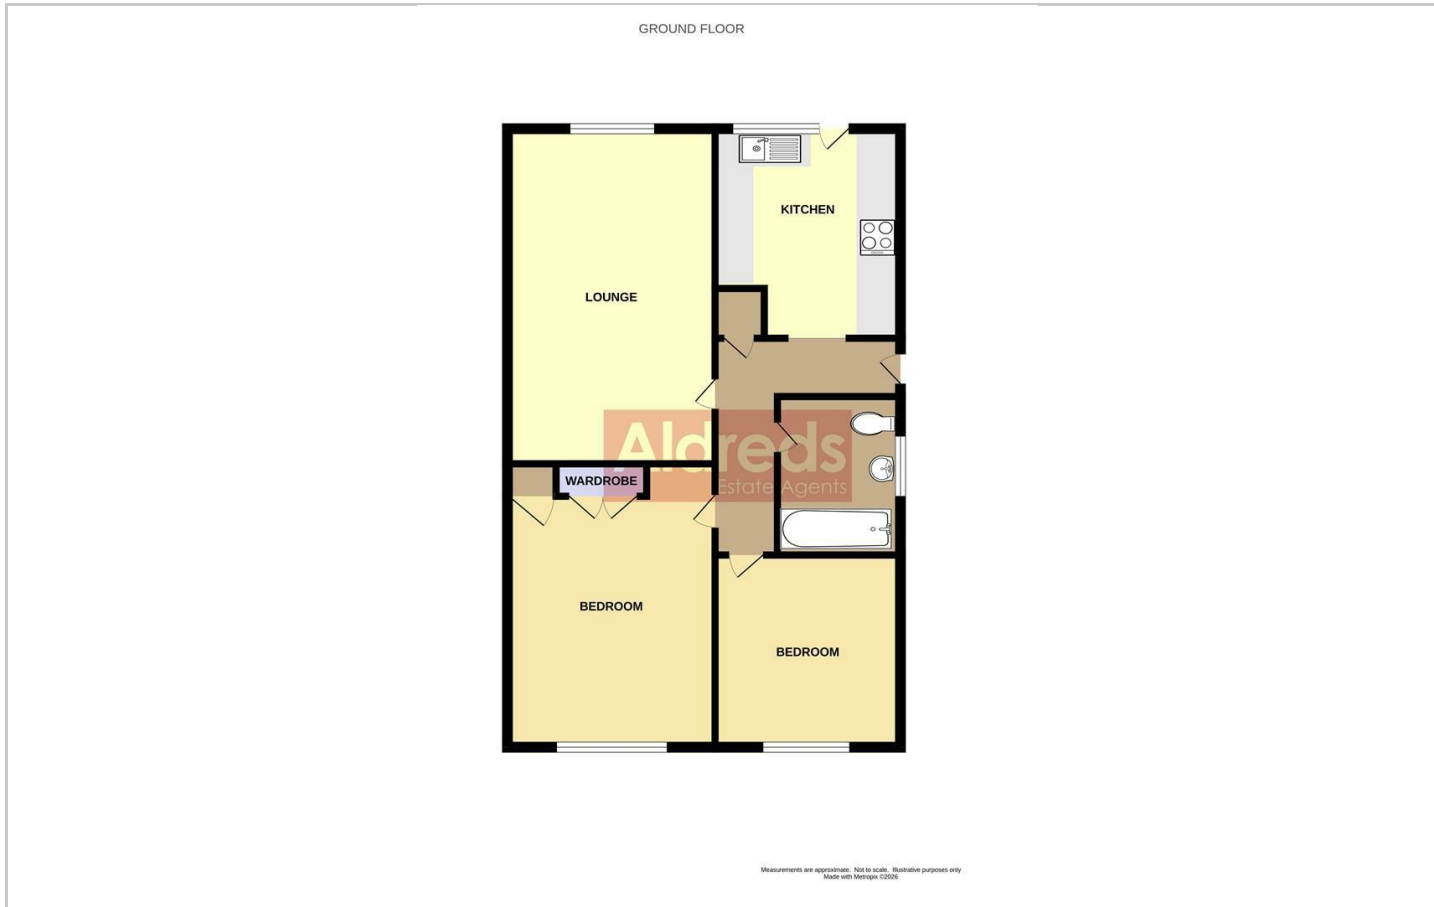 GROUND FLOOR
KITCHEN
LOUNGE
Aldreds
Estate Agents
WARDROBE
BEDROOM
BEDROOM
Measurements are approximate. Not to scale. Illustrative purposes only
Made with Metropix ©2026